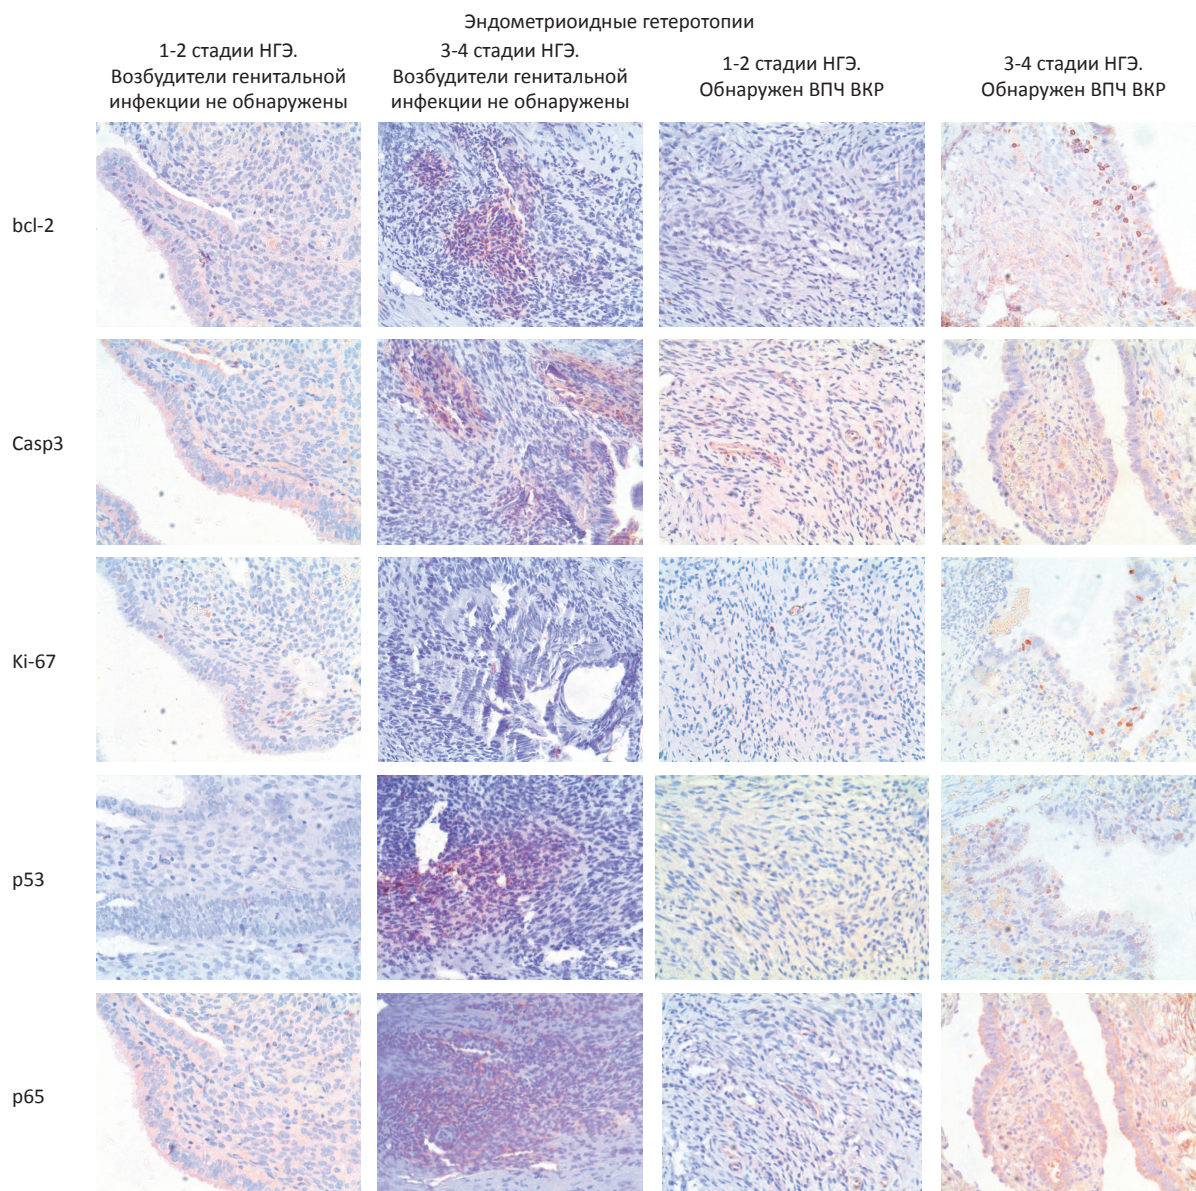 Эндометриоидные гетеротопии
1-2 стадии НГЭ.
Возбудители генитальной
инфекции не обнаружены
3-4 стадии НГЭ.
Возбудители генитальной
инфекции не обнаружены
1-2 стадии НГЭ.
Обнаружен ВПЧ ВКР
3-4 стадии НГЭ.
Обнаружен ВПЧ ВКР
bcl-2
Casp3
Ki-67
p53
p65